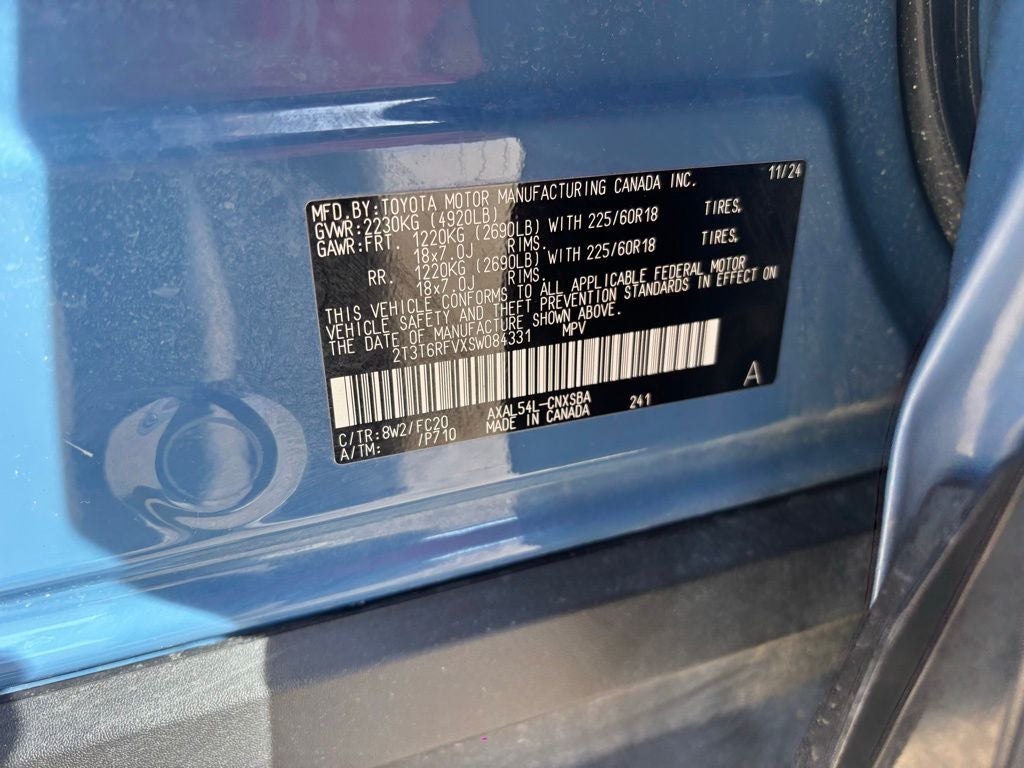 11/24
MFD.BY:TOYOTA MOTOR MANUFACTURING CANADA INC.
GVWR:2230KG (4920LB)
GAWR:FRT. 1220KG (2690LB) WITH 225/60R18 TIRES,
18x7.0J RIMS.
RR. 1220KG (2690LB) WITH 225/60R18 TIRES,
18x7.0J RIMS.
THIS VEHICLE CONFORMS TO ALL APPLICABLE FEDERAL MOTOR
VEHICLE SAFETY AND THEFT PREVENTION STANDARDS IN EFFECT ON
THE DATE OF MANUFACTURE SHOWN ABOVE.
2T3T6RFVXSW084331 MPV
C/TR:8W2/FC20 AXAL54L-CNXSBA 241 A
A/TM: /P710 MADE IN CANADA